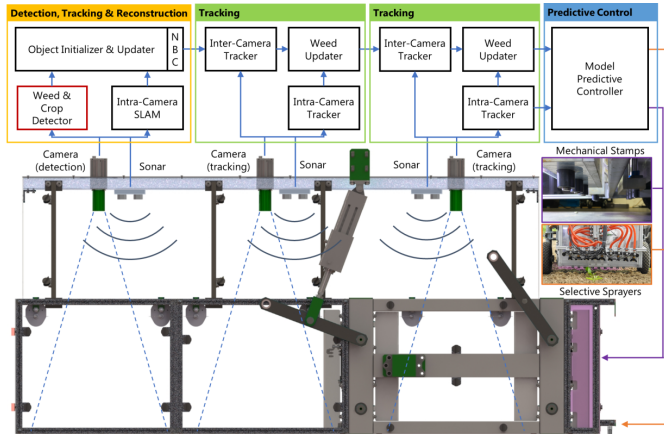 Detection, Tracking & Reconstruction
Object Initializer & Updater
N
B
C
Weed &
Crop
Detector
Intra-Camera
SLAM
Tracking
Inter-Camera
Tracker
Weed
Updater
Intra-Camera
Tracker
Tracking
Inter-Camera
Tracker
Weed
Updater
Intra-Camera
Tracker
Predictive Control
Model
Predictive
Controller
Camera
(detection)
Sonar
Camera
(tracking)
Sonar
Sonar
Camera
(tracking)
Mechanical Stamps
Selective Sprayers